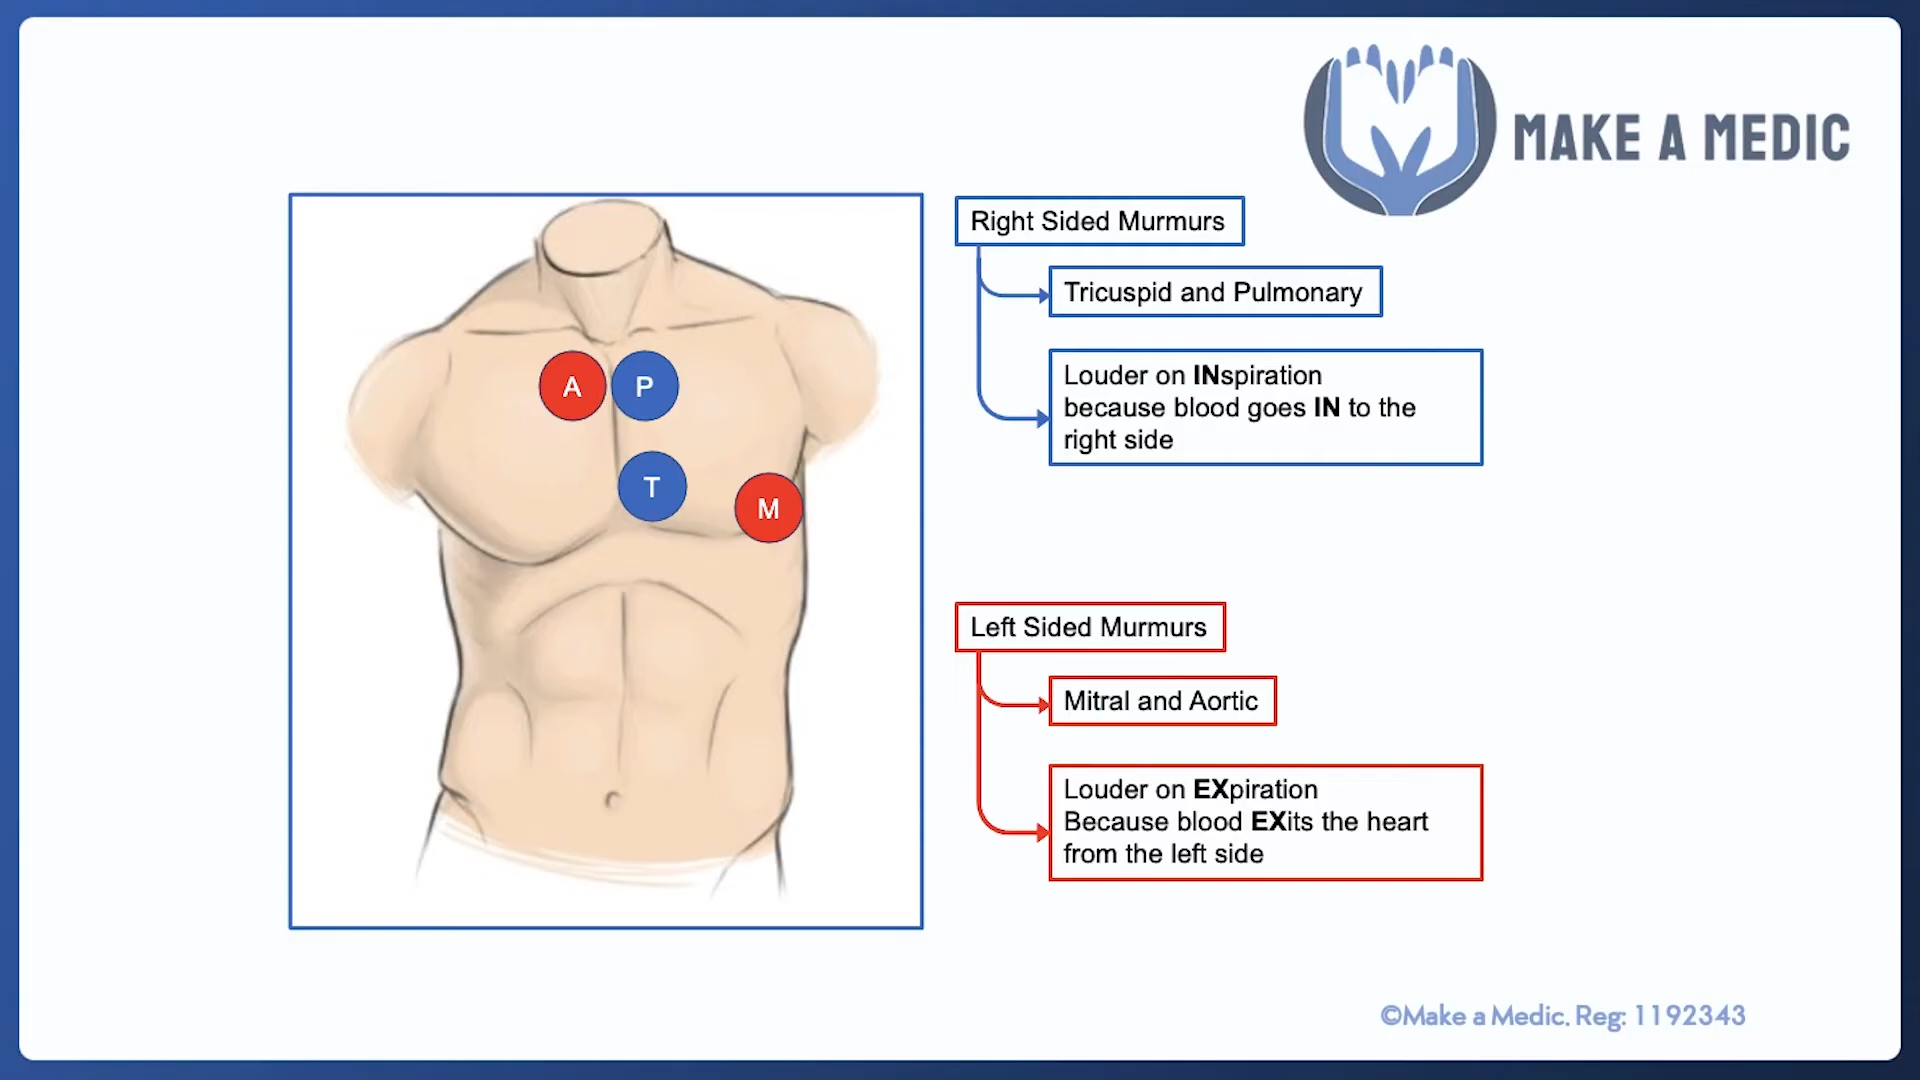 MAKE A MEDIC
Right Sided Murmurs
Tricuspid and Pulmonary
Louder on INspiration
because blood goes IN to the
right side
A
P
T
M
Left Sided Murmurs
Mitral and Aortic
Louder on EXpiration
Because blood EXits the heart
from the left side
©Make a Medic. Reg: 1192343